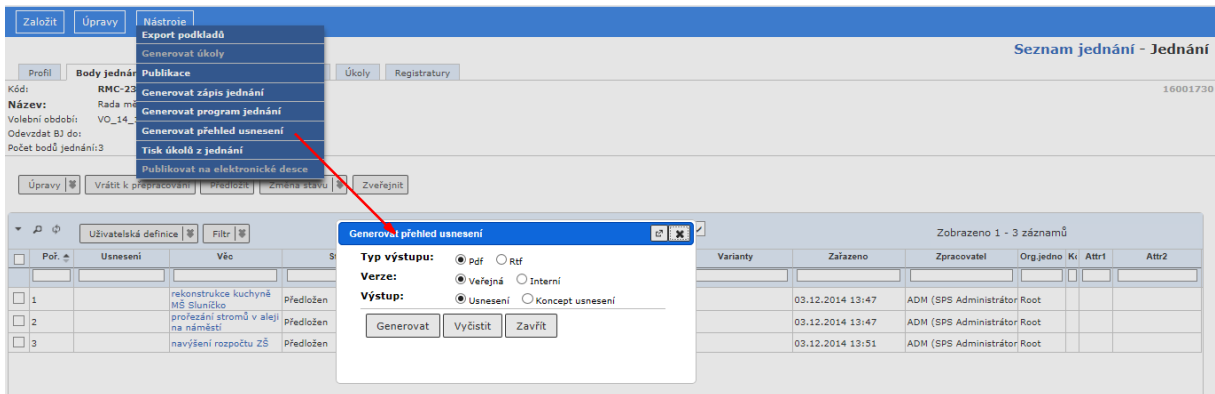 Založit Úpravy Nástroje
Export podkladů
Generovat úkoly
Publikace
Generovat zápis jednání
Generovat program jednání
Generovat přehled usnesení
Tisk úkolů z jednání
Publikovat na elektronické desce
Seznam jednání - Jednání
Profil Body jednán Úkoly Registratury
Kód: RMC-23 16001730
Název: Rada mě
Volební období: VO_14_
Odevzdat BJ do:
Počet bodů jednání:3
Úpravy Vrátit k přepracování Předložit Změna stavu Zveřejnit
Uživatelská definice Filtr Zobrazeno 1 - 3 záznamů
Poř. Usnesení Věc St Varianty Zařazeno Zpracovatel Org.jedno Kc Attr1 Attr2
1 rekonstrukce kuchyně MŠ Sluníčko Předložen 03.12.2014 13:47 ADM (SPS Administrátor Root
2 prořezání stromů v aleji na náměstí Předložen 03.12.2014 13:47 ADM (SPS Administrátor Root
3 navýšení rozpočtu ZŠ Předložen 03.12.2014 13:51 ADM (SPS Administrátor Root
Generovat přehled usnesení
Typ výstupu: Pdf Rtf
Verze: Veřejná Interní
Výstup: Usnesení Koncept usnesení
Generovat Vyčistit Zavřít